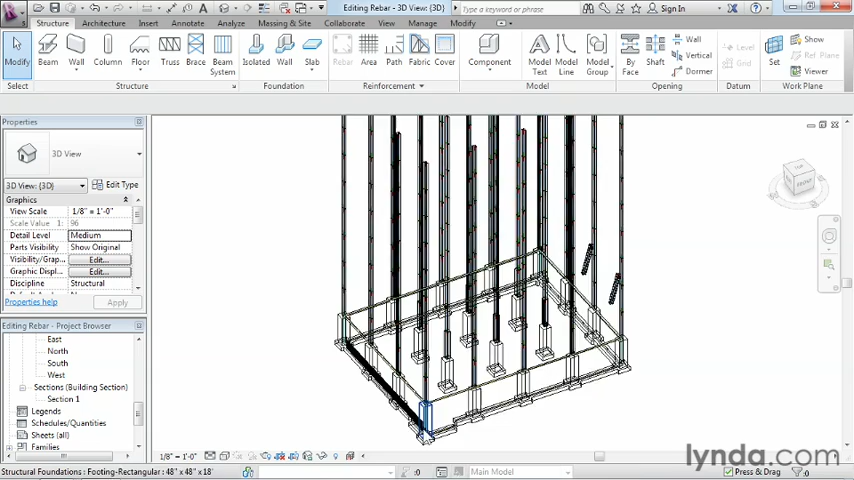 Editing Rebar - 3D View: {3D}
Type a keyword or phrase
Sign In
Structure Architecture Insert Annotate Analyze Massing & Site Collaborate View Manage Modify
Modify Beam Wall Column Floor Truss Brace Beam System Isolated Wall Slab Rebar Area Path Fabric Cover Component Model Text Model Line Model Group By Face Shaft Wall Vertical Dormer Level Grid Set Show Ref Plane Viewer
Select Structure Foundation Reinforcement Model Opening Datum Work Plane
Properties
3D View
3D View: {3D} Edit Type
Graphics
View Scale 1/8" = 1'-0"
Scale Value 1: 96
Detail Level Medium
Parts Visibility Show Original
Visibility/Grap... Edit...
Graphic Displ... Edit...
Discipline Structural
Properties help Apply
Editing Rebar - Project Browser
East
North
South
West
Sections (Building Section)
Section 1
Legends
Schedules/Quantities
Sheets (all)
Families
TOP
FRONT
1/8" = 1'-0"
Structural Foundations : Footing-Rectangular : 48" x 48" x 18" :0 Main Model Press & Drag :0
lynda.com